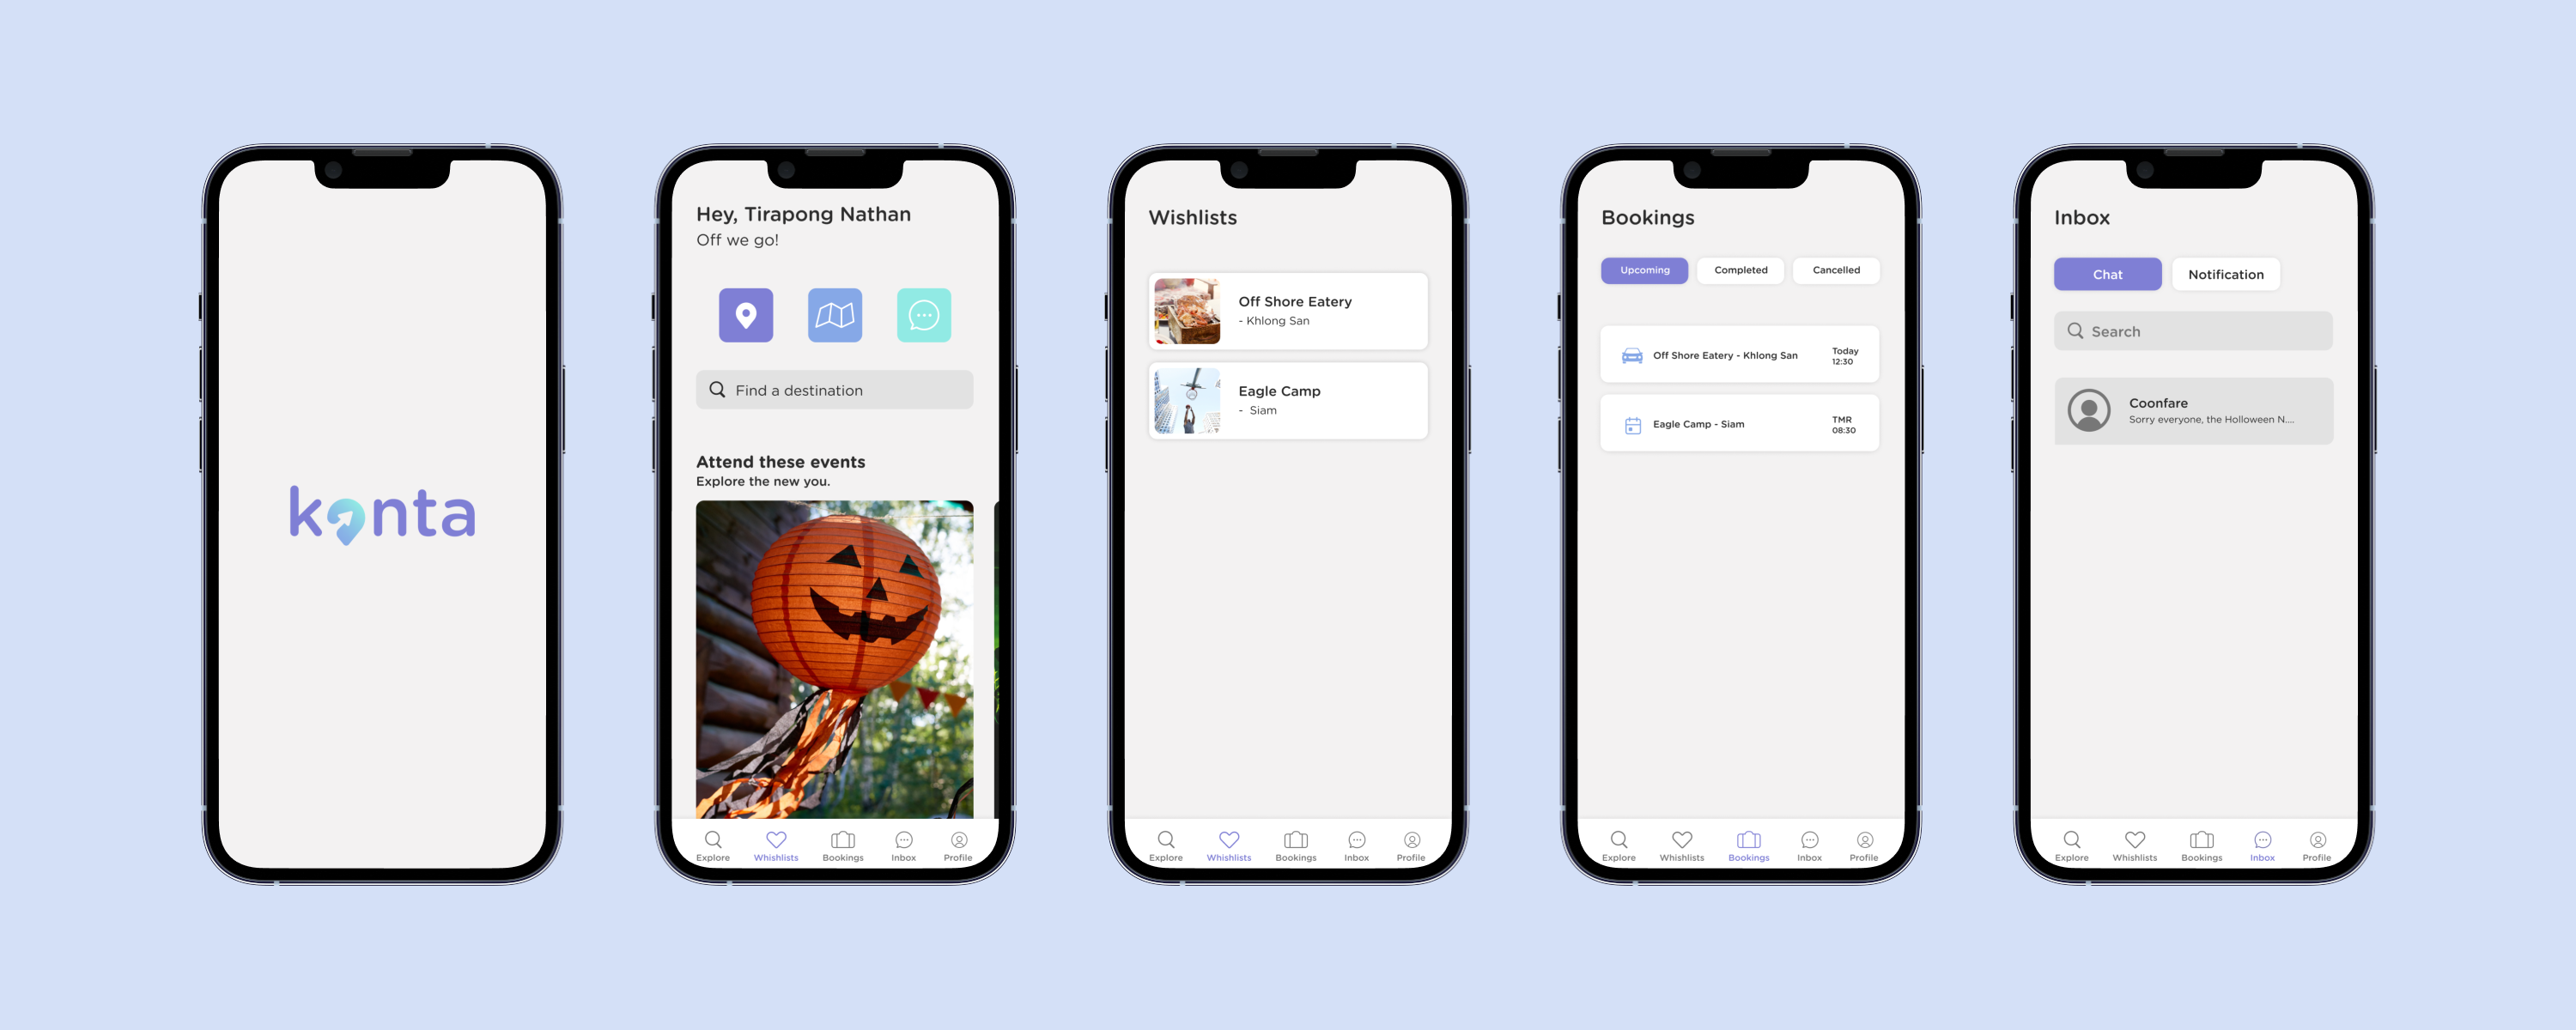 konta
Hey, Tirapong Nathan
Off we go!
Find a destination
Attend these events
Explore the new you.
Explore
Whishlists
Bookings
Inbox
Profile
Wishlists
Off Shore Eatery
- Khlong San
Eagle Camp
- Siam
Explore
Whishlists
Bookings
Inbox
Profile
Bookings
Upcoming
Completed
Cancelled
Off Shore Eatery - Khlong San
Today
12:30
Eagle Camp - Siam
TMR
08:30
Explore
Whishlists
Bookings
Inbox
Profile
Inbox
Chat
Notification
Search
Coonfare
Sorry everyone, the Holloween N....
Explore
Whishlists
Bookings
Inbox
Profile